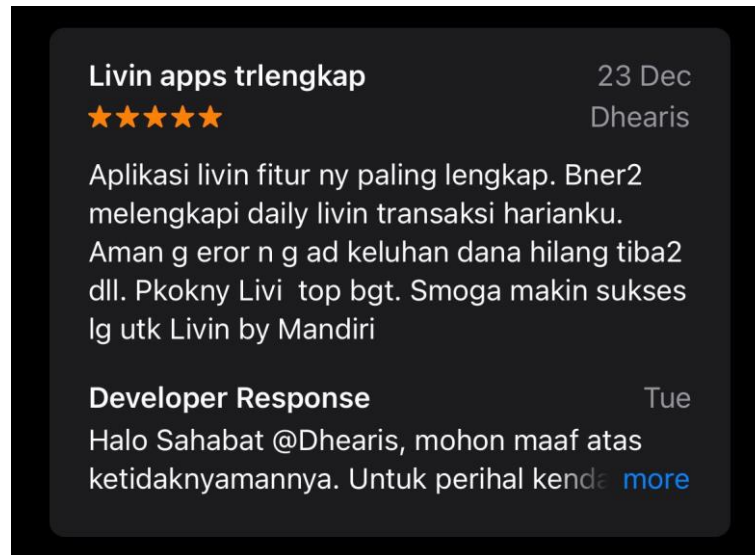 Livin apps trlengkap
23 Dec
★★★★★
Dhearis
Aplikasi livin fitur ny paling lengkap. Bner2
melengkapi daily livin transaksi harianku.
Aman g eror n g ad keluhan dana hilang tiba2
dll. Pkokny Livi  top bgt. Smoga makin sukses
lg utk Livin by Mandiri
Developer Response
Tue
Halo Sahabat @Dhearis, mohon maaf atas
ketidaknyamannya. Untuk perihal kenda more